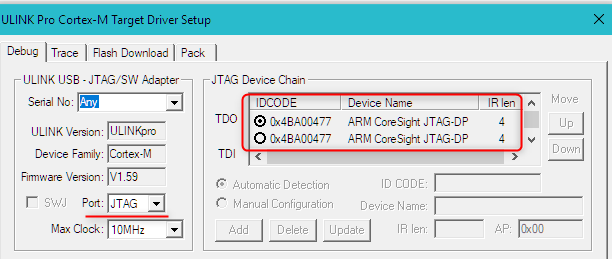 ULINK Pro Cortex-M Target Driver Setup
Debug Trace Flash Download Pack
ULINK USB - JTAG/SW Adapter
Serial No: Any
ULINK Version: ULINKpro
Device Family: Cortex-M
Firmware Version: V1.59
SWJ Port: JTAG
Max Clock: 10MHz
JTAG Device Chain
IDCODE Device Name IR len Move
TDO 0x4BA00477 ARM CoreSight JTAG-DP 4 Up
0x4BA00477 ARM CoreSight JTAG-DP 4
TDI Down
Automatic Detection ID CODE:
Manual Configuration Device Name:
Add Delete Update IR len: AP: 0x00